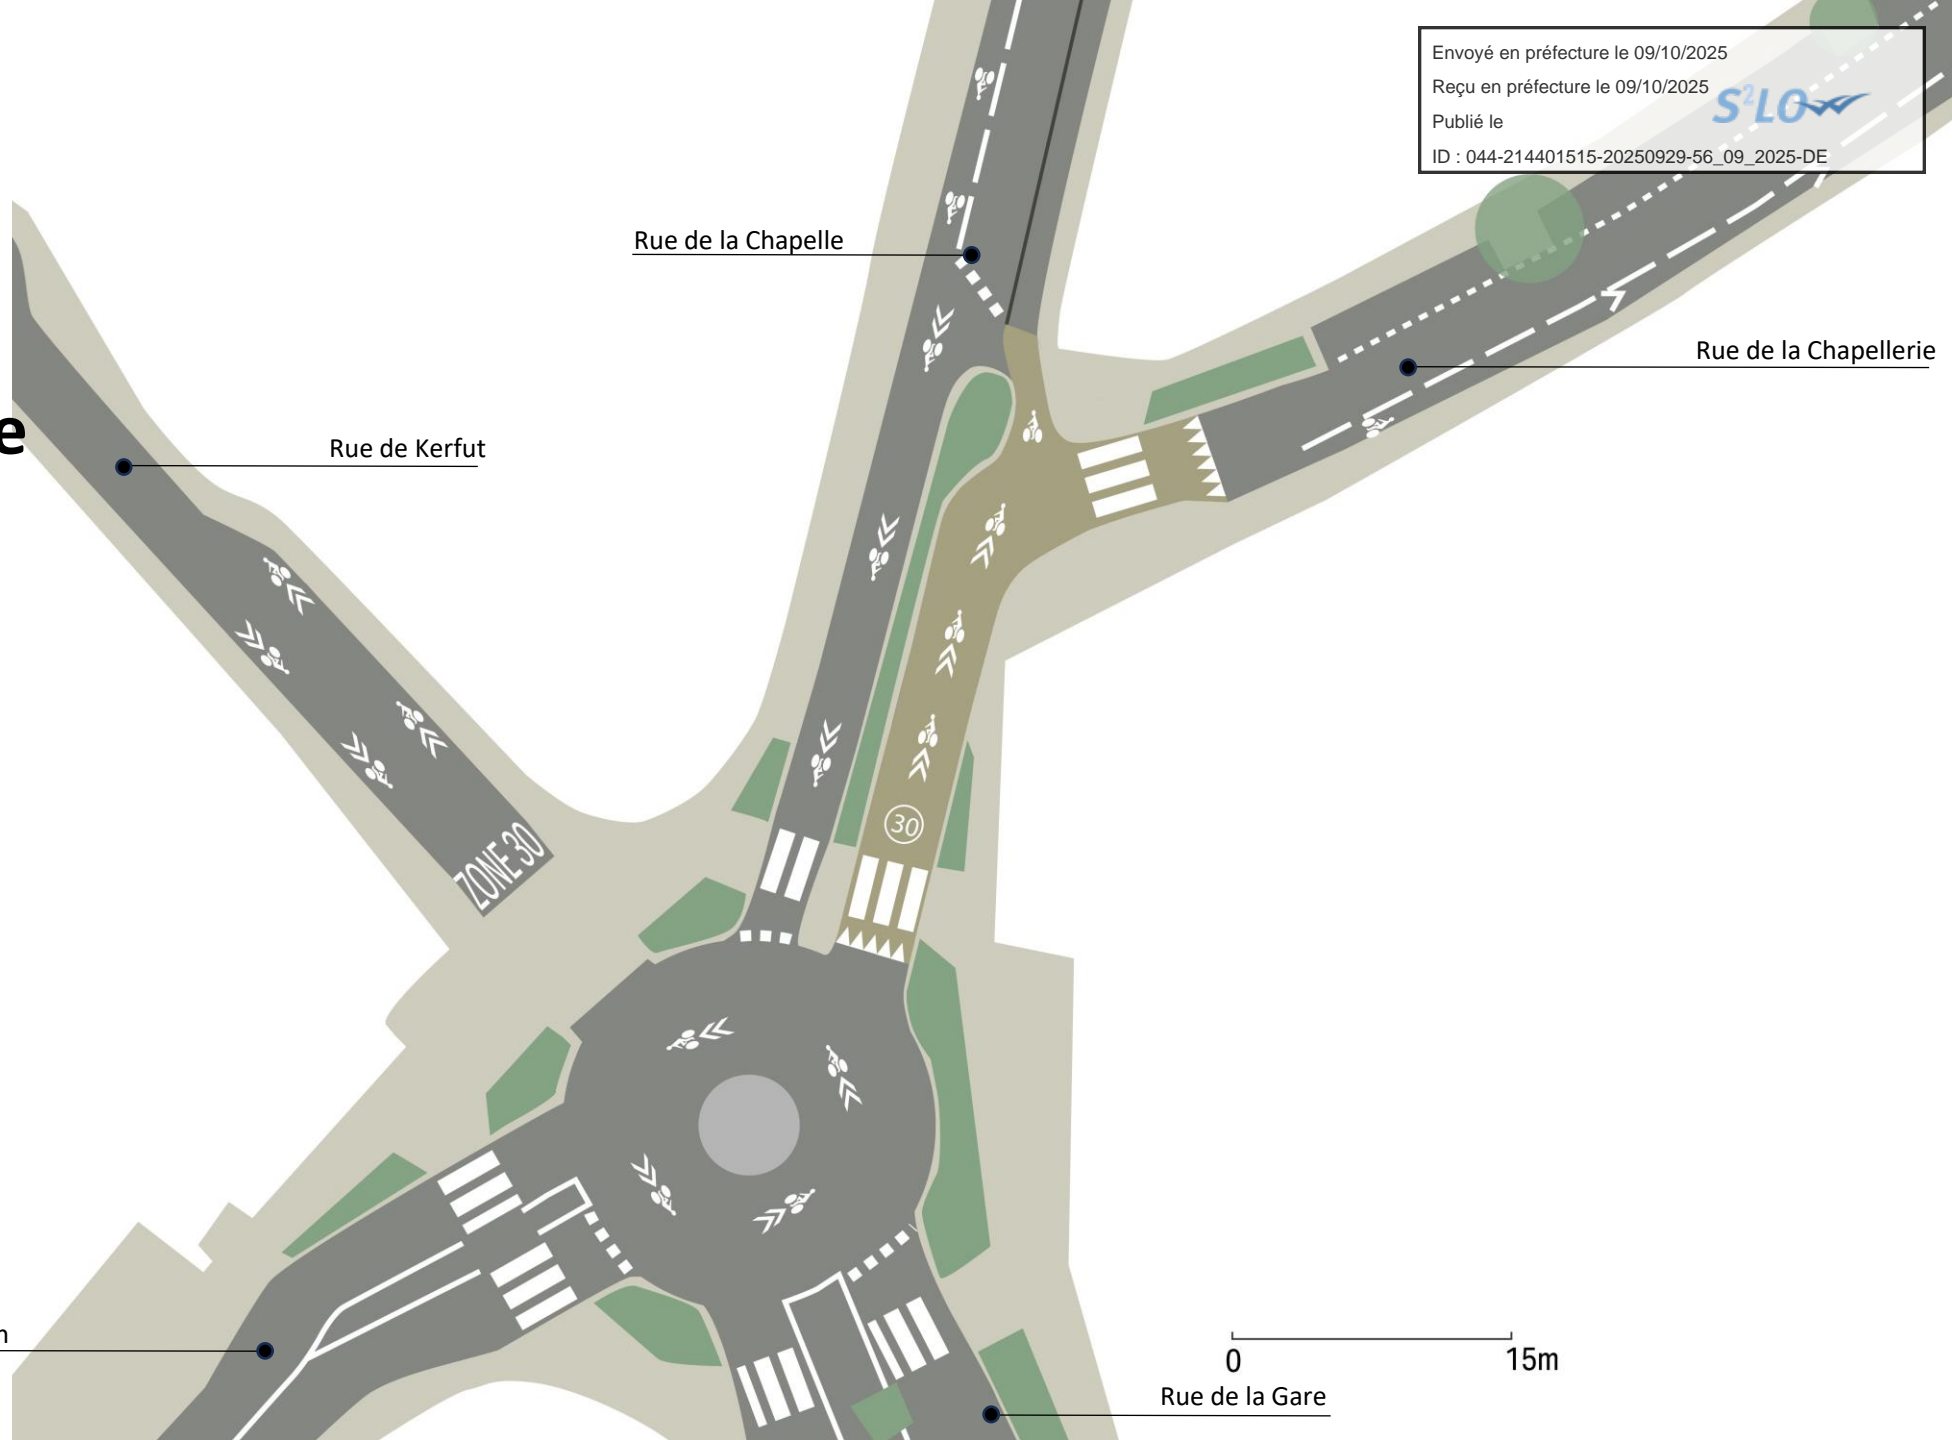 Envoyé en préfecture le 09/10/2025
Reçu en préfecture le 09/10/2025
S²LO
Publié le
ID : 044-214401515-20250929-56_09_2025-DE
Rue de la Chapelle
Rue de la Chapellerie
e
Rue de Kerfut
30
ZONE 30
0
15m
Rue de la Gare